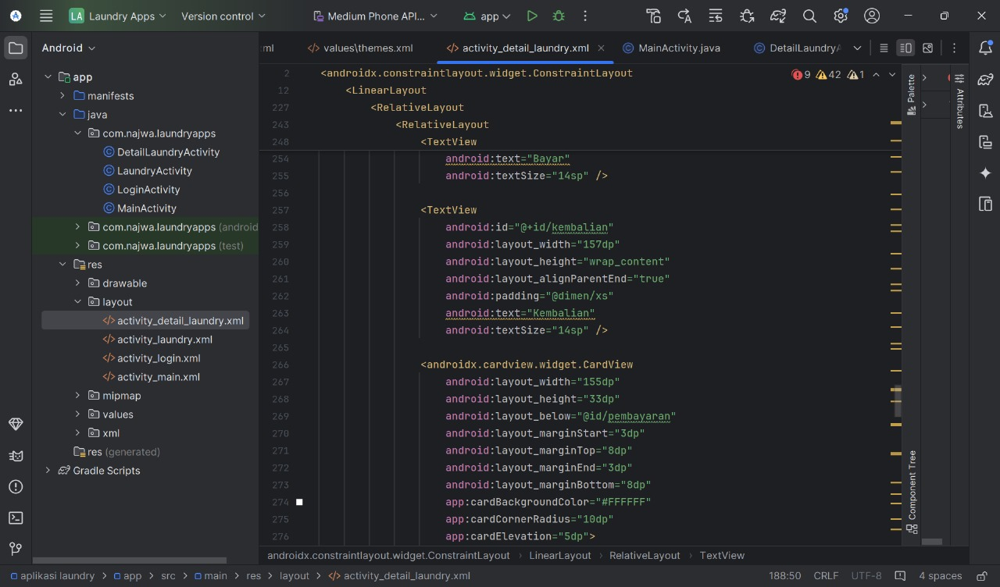 LA Laundry Apps Version control Medium Phone API... app
Android
ml values\themes.xml activity_detail_laundry.xml MainActivity.java DetailLaundryA
app
manifests
java
com.najwa.laundryapps
DetailLaundryActivity
LaundryActivity
LoginActivity
MainActivity
com.najwa.laundryapps (android
com.najwa.laundryapps (test)
res
drawable
layout
activity_detail_laundry.xml
activity_laundry.xml
activity_login.xml
activity_main.xml
mipmap
values
xml
res (generated)
Gradle Scripts
9 42 1
2 <androidx.constraintlayout.widget.ConstraintLayout
12 <LinearLayout
227 <RelativeLayout
243 <RelativeLayout
248 <TextView
254 android:text="Bayar"
255 android:textSize="14sp" />
256
257 <TextView
258 android:id="@+id/kembalian"
259 android:layout_width="157dp"
260 android:layout_height="wrap_content"
261 android:layout_alignParentEnd="true"
262 android:padding="@dimen/xs"
263 android:text="Kembalian"
264 android:textSize="14sp" />
265
266 <androidx.cardview.widget.CardView
267 android:layout_width="155dp"
268 android:layout_height="33dp"
269 android:layout_below="@id/pembayaran"
270 android:layout_marginStart="3dp"
271 android:layout_marginTop="8dp"
272 android:layout_marginEnd="3dp"
273 android:layout_marginBottom="8dp"
274 app:cardBackgroundColor="#FFFFFF"
275 app:cardCornerRadius="10dp"
276 app:cardElevation="5dp">
Palette
Attributes
Component Tree
androidx.constraintlayout.widget.ConstraintLayout LinearLayout RelativeLayout TextView
aplikasi laundry app src main res layout activity_detail_laundry.xml 188:50 CRLF UTF-8 4 spaces